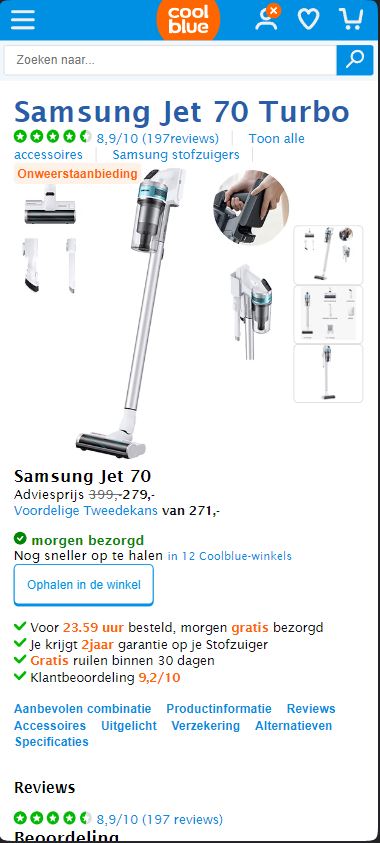 cool
blue
Zoeken naar...
Samsung Jet 70 Turbo
8,9/10 (197reviews) Toon alle
accessoires Samsung stofzuigers
Onweerstaanbieding
Samsung Jet 70
Adviesprijs 399,-279,-
Voordelige Tweedekans van 271,-
morgen bezorgd
Nog sneller op te halen in 12 Coolblue-winkels
Ophalen in de winkel
Voor 23.59 uur besteld, morgen gratis bezorgd
Je krijgt 2jaar garantie op je Stofzuiger
Gratis ruilen binnen 30 dagen
Klantbeoordeling 9,2/10
Aanbevolen combinatie Productinformatie Reviews
Accessoires Uitgelicht Verzekering Alternatieven
Specificaties
Reviews
8,9/10 (197 reviews)
Beoordeling